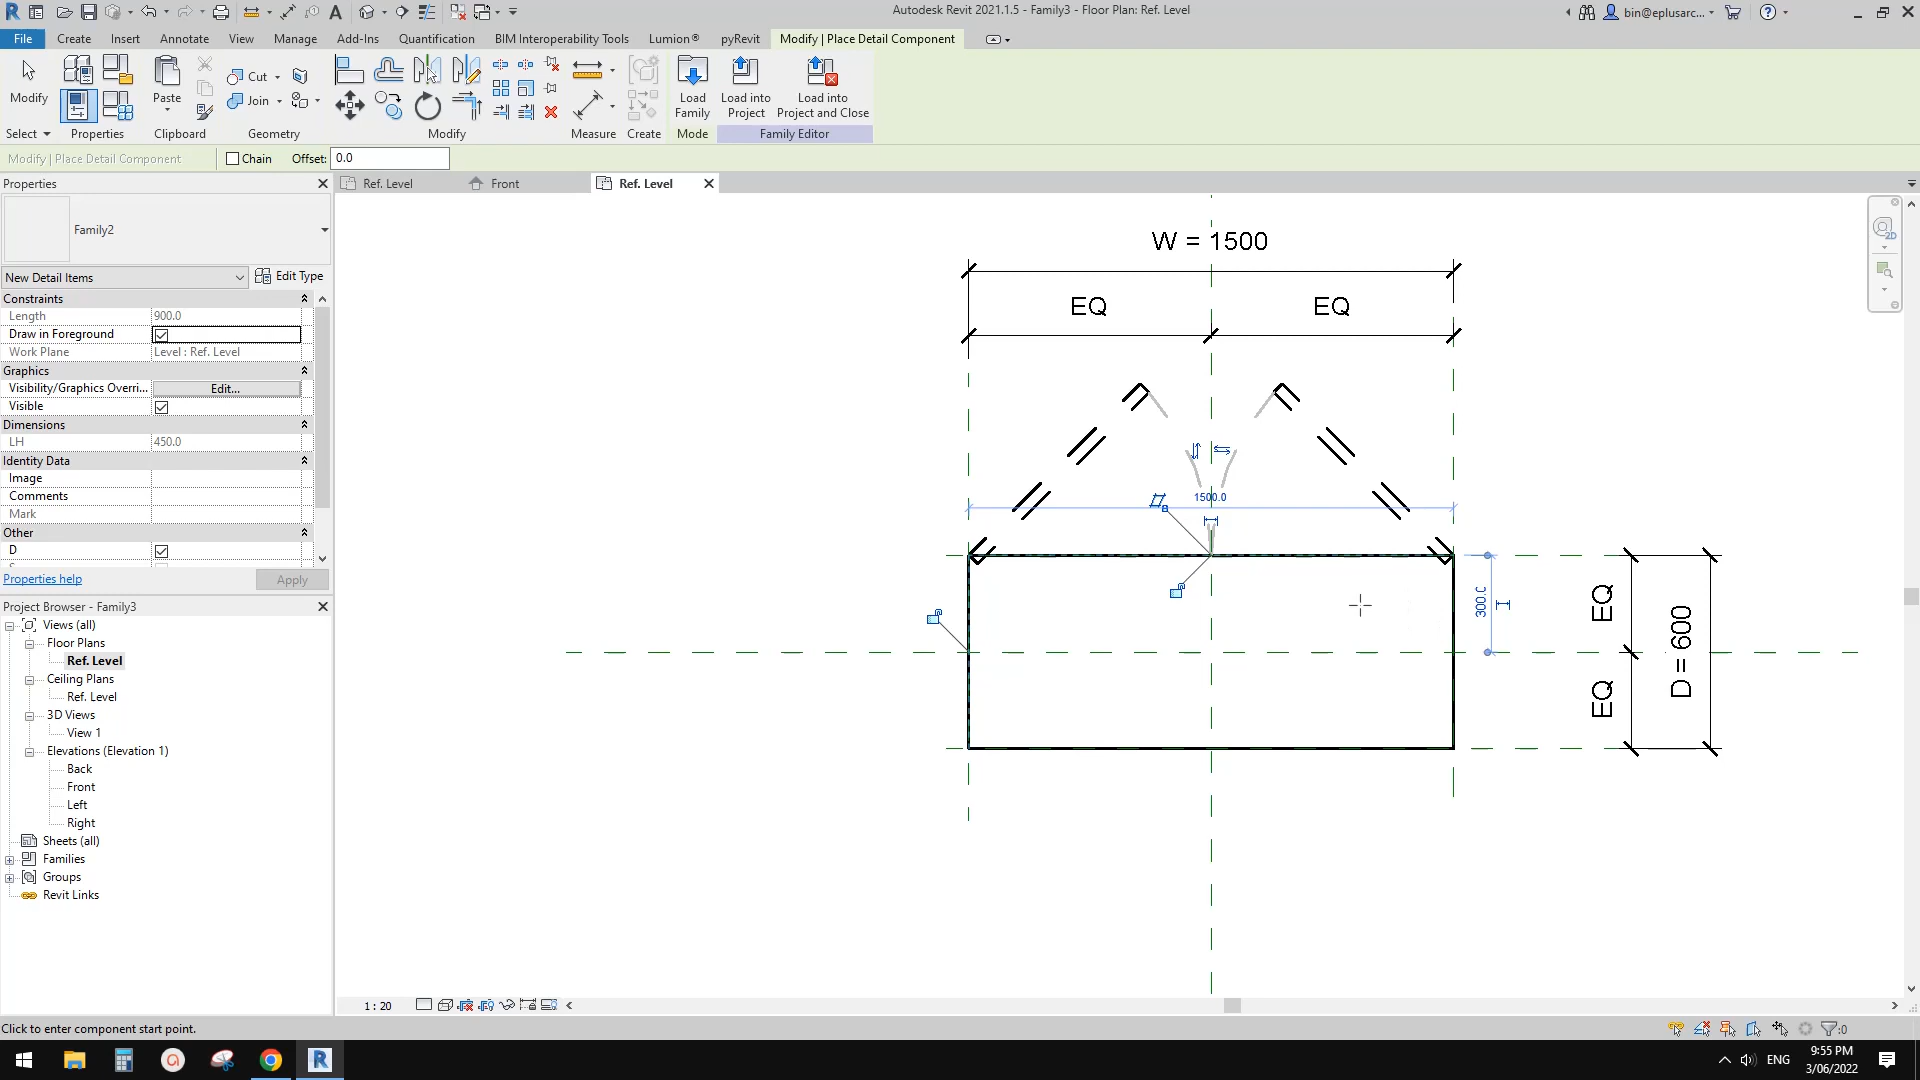 Autodesk Revit 2021.1.5 - Family3 - Floor Plan: Ref. Level
bin@eplusarc...
File
Create
Insert
Annotate
View
Manage
Add-Ins
Quantification
BIM Interoperability Tools
Lumion®
pyRevit
Modify | Place Detail Component
Modify
Paste
Cut
Join
Load
Family
Load into
Project
Load into
Project and Close
Select
Properties
Clipboard
Geometry
Modify
Measure
Create
Mode
Family Editor
Modify | Place Detail Component
Chain
Offset:
0.0
Properties
Ref. Level
Front
Ref. Level
Family2
New Detail Items
Edit Type
Constraints
Length
900.0
Draw in Foreground
Work Plane
Level : Ref. Level
Graphics
Visibility/Graphics Overri...
Edit...
Visible
Dimensions
LH
450.0
Identity Data
Image
Comments
Mark
Other
D
Properties help
Apply
Project Browser - Family3
Views (all)
Floor Plans
Ref. Level
Ceiling Plans
Ref. Level
3D Views
View 1
Elevations (Elevation 1)
Back
Front
Left
Right
Sheets (all)
Families
Groups
Revit Links
W = 1500
EQ
EQ
1500.0
EQ
D = 600
EQ
2D
1 : 20
Click to enter component start point.
:0
ENG
9:55 PM
3/06/2022